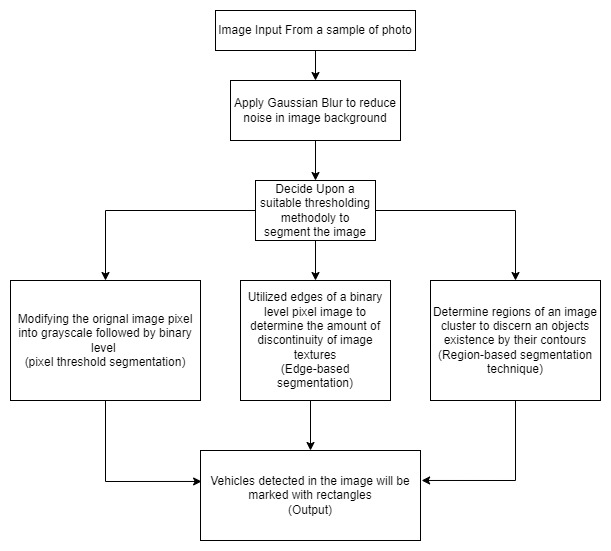 Image Input From a sample of photo
Apply Gaussian Blur to reduce
noise in image background
Decide Upon a
suitable thresholding
methodoly to
segment the image
Modifying the orignal image pixel
into grayscale followed by binary
level
(pixel threshold segmentation)
Utilized edges of a binary
level pixel image to
determine the amount of
discontinuity of image
textures
(Edge-based
segmentation)
Determine regions of an image
cluster to discern an objects
existence by their contours
(Region-based segmentation
technique)
Vehicles detected in the image will be
marked with rectangles
(Output)